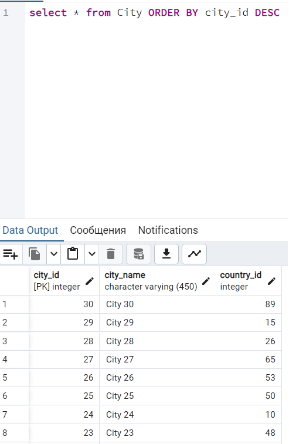 1 select * from City ORDER BY city_id DESC
Data Output Сообщения Notifications
city_id city_name country_id
[PK] integer character varying (450) integer
1 30 City 30 89
2 29 City 29 15
3 28 City 28 26
4 27 City 27 65
5 26 City 26 53
6 25 City 25 50
7 24 City 24 10
8 23 City 23 48